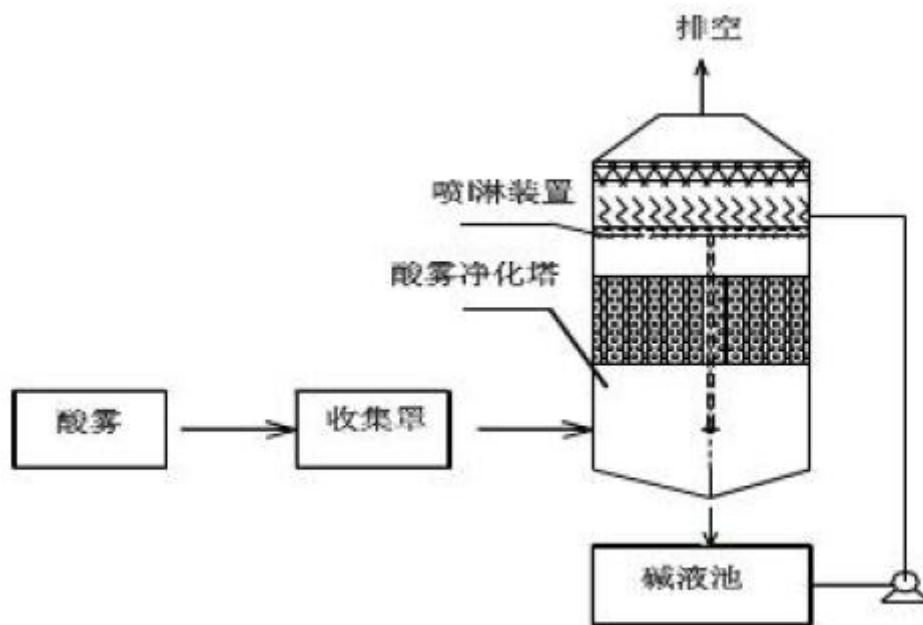 排空
喷淋装置
酸雾净化塔
酸雾
收集罩
碱液池